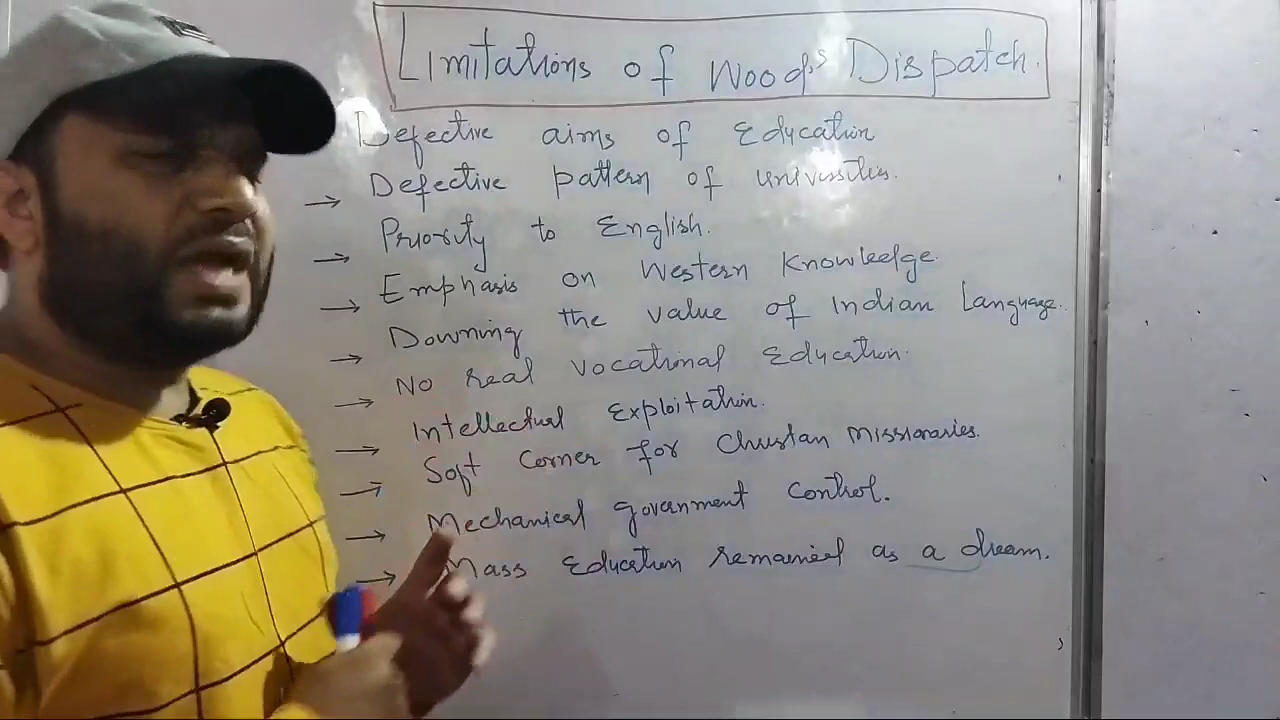 Limitations of Wood's Dispatch.
Defective aims of Education
→ Defective pattern of universities.
→ Priority to English.
→ Emphasis on Western Knowledge.
→ Downing the value of Indian Language.
→ No real vocational Education.
→ Intellectual Exploitation.
→ Soft Corner for Christian Missionaries.
→ Mechanical government Control.
→ Mass Education remained as a dream.